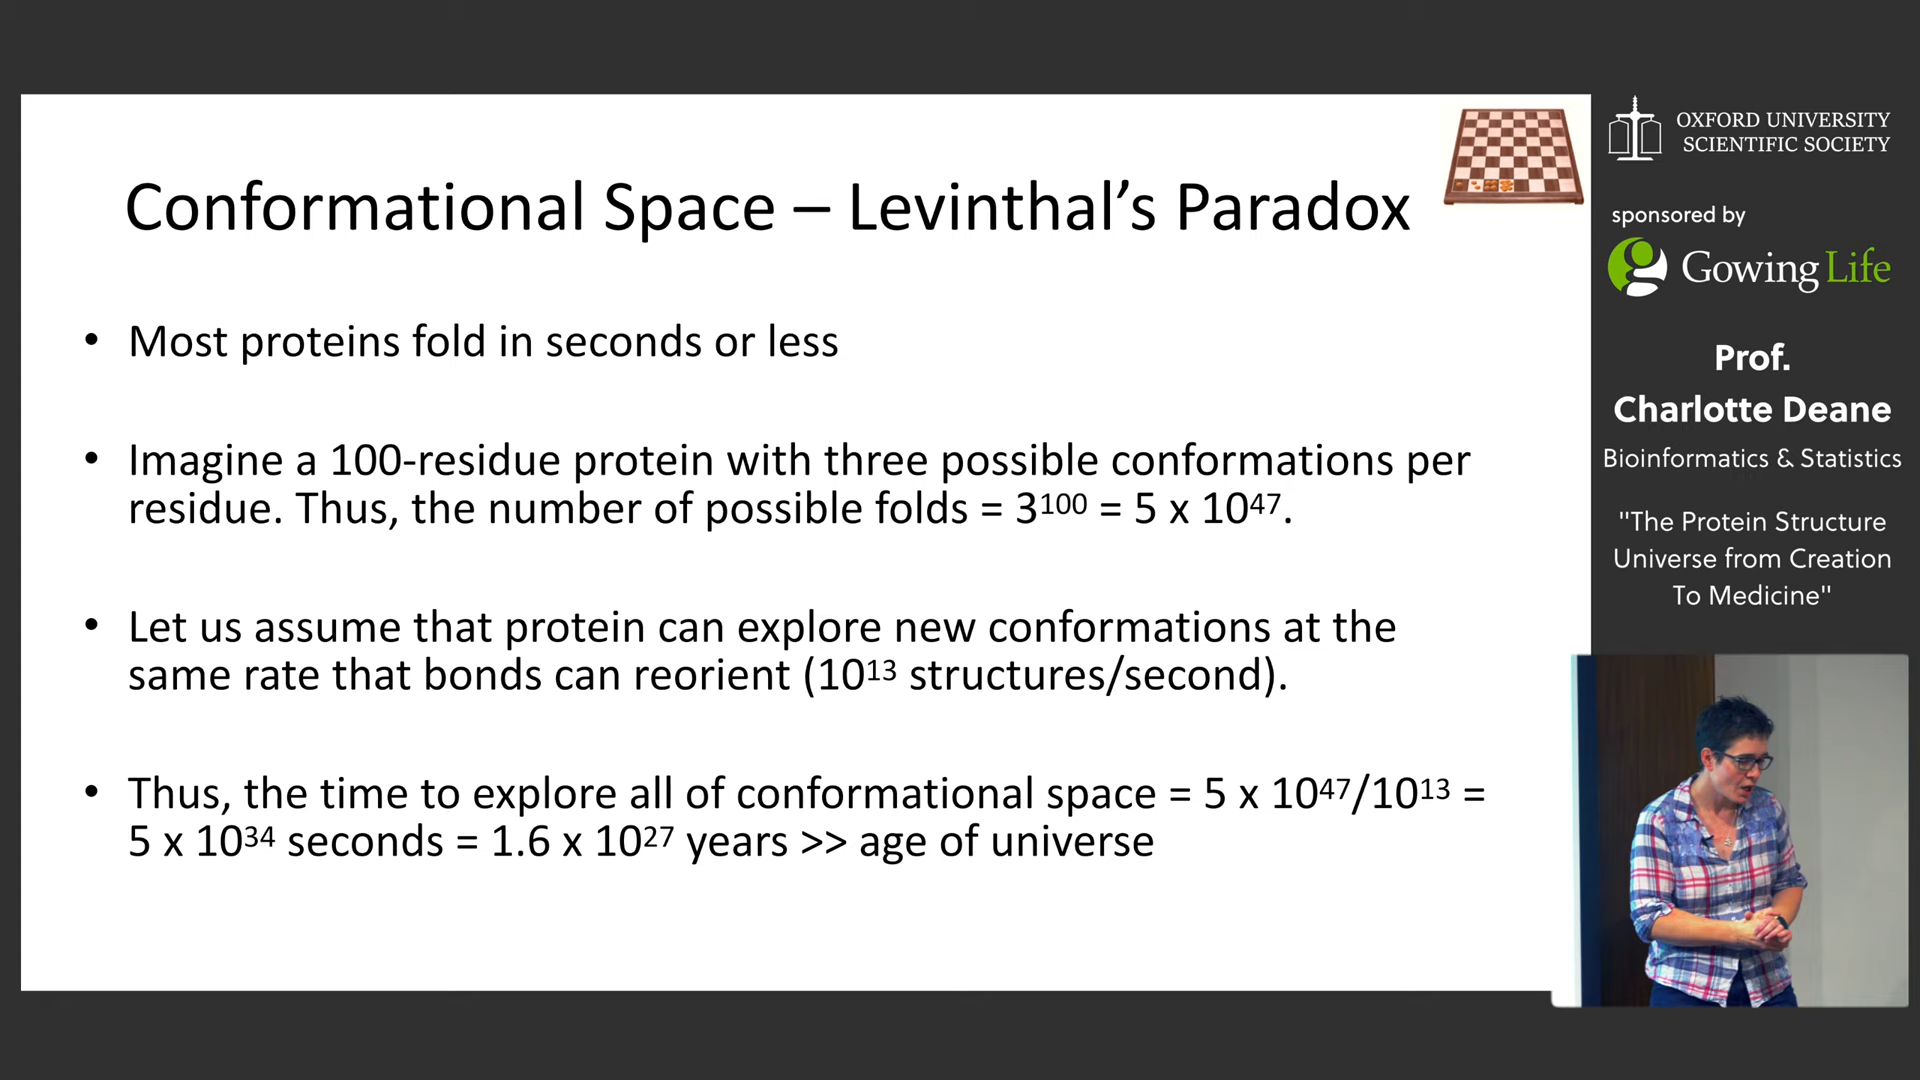 Conformational Space – Levinthal’s Paradox
• Most proteins fold in seconds or less
• Imagine a 100-residue protein with three possible conformations per
residue. Thus, the number of possible folds = 3¹⁰⁰ = 5 x 10⁴⁷.
• Let us assume that protein can explore new conformations at the
same rate that bonds can reorient (10¹³ structures/second).
• Thus, the time to explore all of conformational space = 5 x 10⁴⁷/10¹³ =
5 x 10³⁴ seconds = 1.6 x 10²⁷ years >> age of universe
OXFORD UNIVERSITY
SCIENTIFIC SOCIETY
sponsored by
Gowing Life
Prof.
Charlotte Deane
Bioinformatics & Statistics
"The Protein Structure
Universe from Creation
To Medicine"